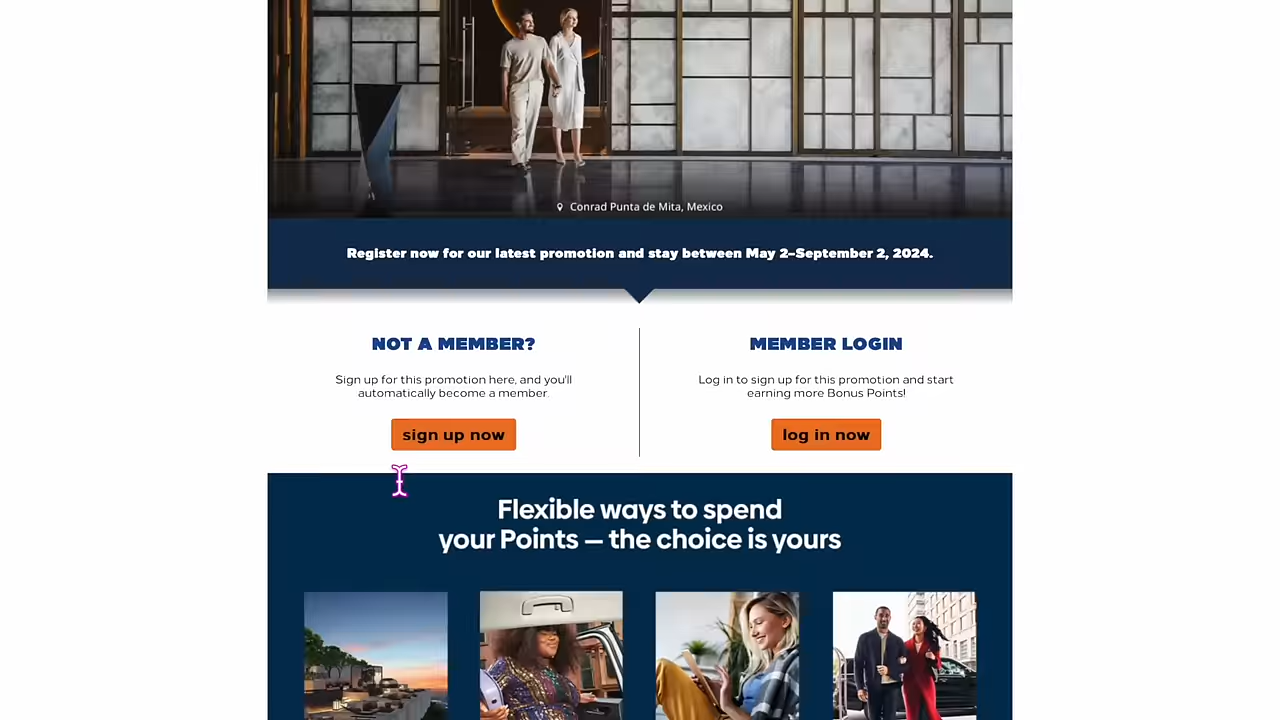 Conrad Punta de Mita, Mexico
Register now for our latest promotion and stay between May 2–September 2, 2024.
NOT A MEMBER?
Sign up for this promotion here, and you'll
automatically become a member.
sign up now
MEMBER LOGIN
Log in to sign up for this promotion and start
earning more Bonus Points!
log in now
Flexible ways to spend
your Points — the choice is yours